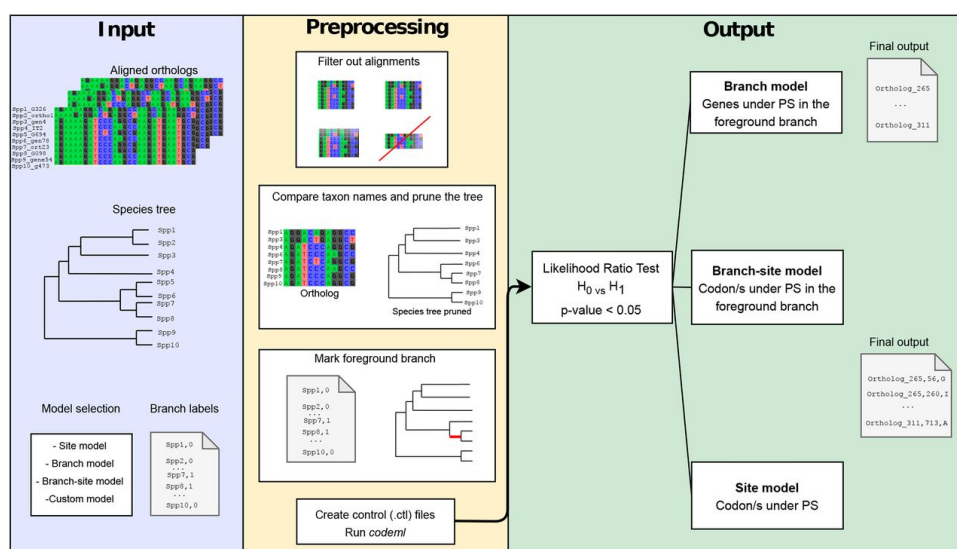 Input
Aligned orthologs
Spp1_G326
Spp2_ortho1
Spp3_gen4
Spp4_IT2
Spp5_G694
Spp6_gen78
Spp7_ort23
Spp8_G098
Spp9_gene54
Spp10_g473
Species tree
Spp1
Spp2
Spp3
Spp4
Spp5
Spp6
Spp7
Spp8
Spp9
Spp10
Model selection
- Site model
- Branch model
- Branch-site model
-Custom model
Branch labels
Spp1,0
Spp2,0
...
Spp7,1
Spp8,1
...
Spp10,0
Preprocessing
Filter out alignments
Compare taxon names and prune the tree
Spp1 AGGACAGAGGCC
Spp3 AGGACTGAGGCT
Spp4
Spp6
Spp7
Spp8
Spp9
Spp10
Ortholog
Spp1
Spp3
Spp4
Spp6
Spp7
Spp8
Spp9
Spp10
Species tree pruned
Mark foreground branch
Spp1,0
Spp2,0
...
Spp7,1
Spp8,1
...
Spp10,0
Create control (.ctl) files
Run codeml
Output
Likelihood Ratio Test
H0 vs H1
p-value < 0.05
Branch model
Genes under PS in the
foreground branch
Final output
Ortholog_265
...
Ortholog_311
Branch-site model
Codon/s under PS in the
foreground branch
Final output
Ortholog_265,56,G
Ortholog_265,260,I
...
Ortholog_311,713,A
Site model
Codon/s under PS